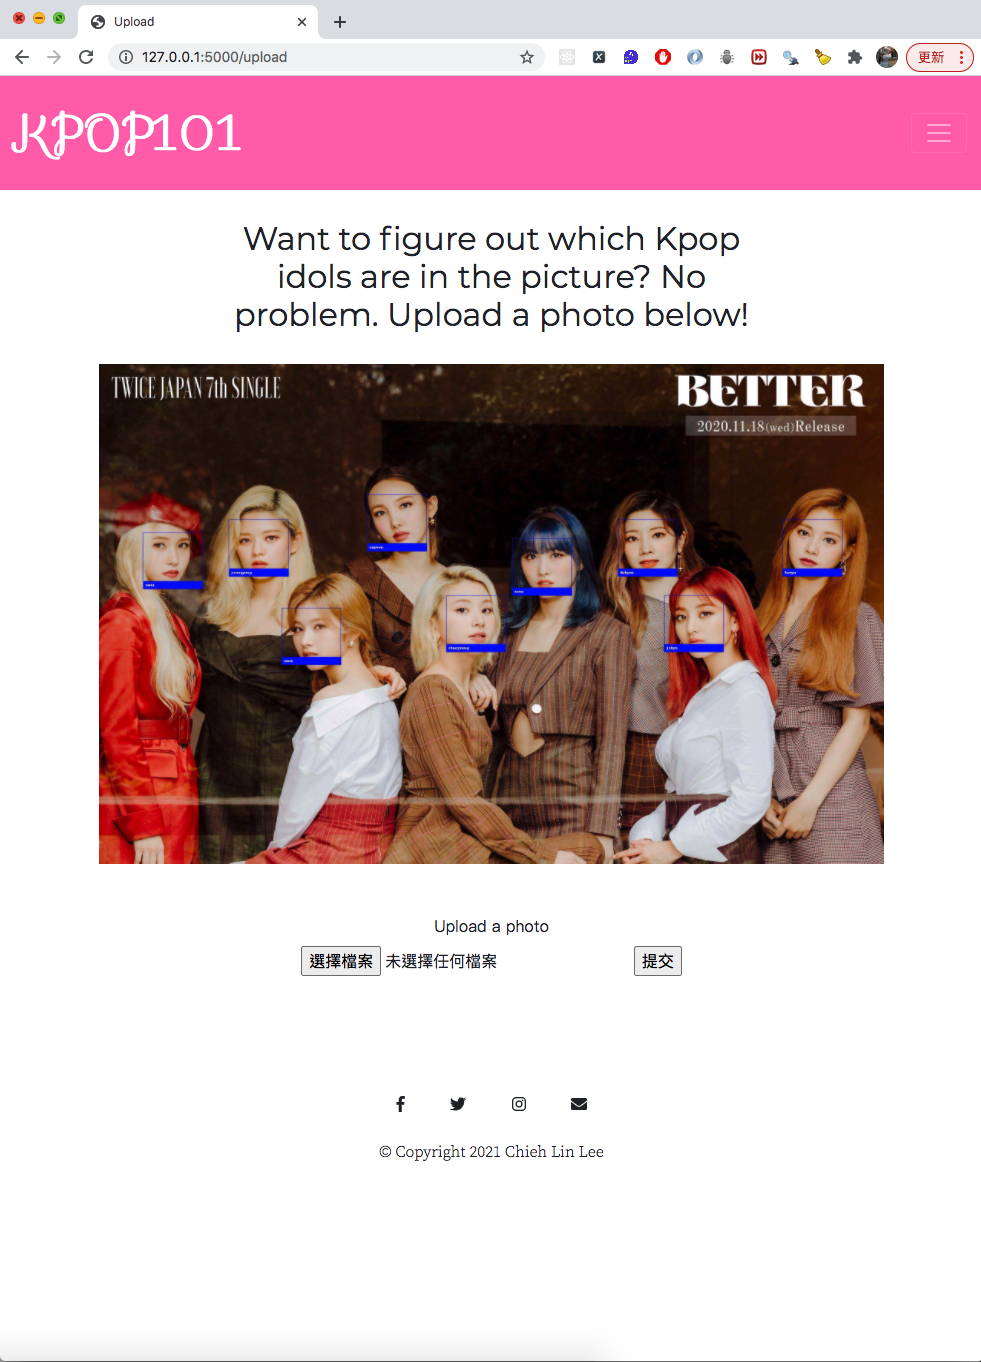 Upload
127.0.0.1:5000/upload
更新
KPOP101
Want to figure out which Kpop
idols are in the picture? No
problem. Upload a photo below!
TWICE JAPAN 7th SINGLE
BETTER
2020.11.18(wed)Release
Upload a photo
選擇檔案 未選擇任何檔案 提交
© Copyright 2021 Chieh Lin Lee